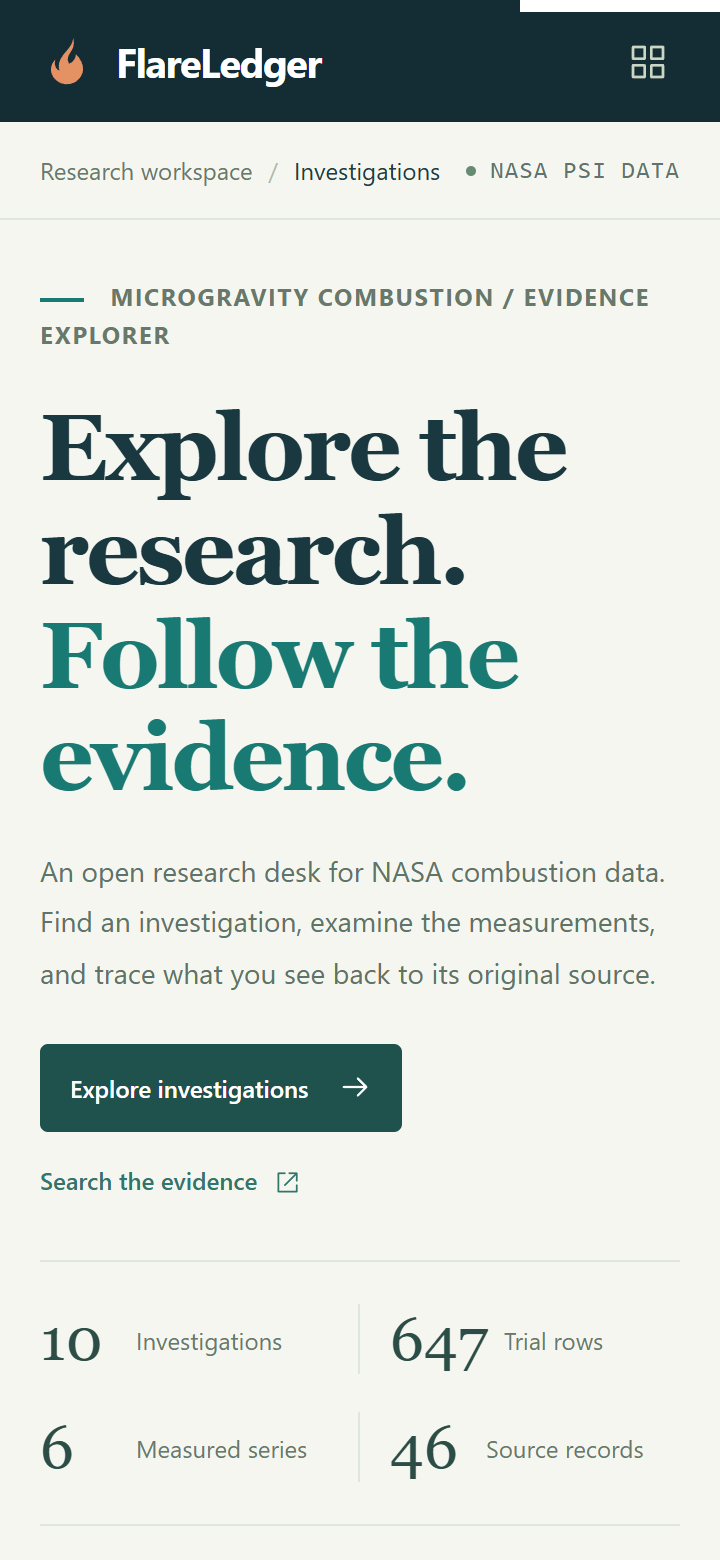 FlareLedger
Research workspace / Investigations NASA PSI DATA
MICROGRAVITY COMBUSTION / EVIDENCE
EXPLORER
Explore the
research.
Follow the
evidence.
An open research desk for NASA combustion data.
Find an investigation, examine the measurements,
and trace what you see back to its original source.
Explore investigations
Search the evidence
10 Investigations 647 Trial rows
6 Measured series 46 Source records